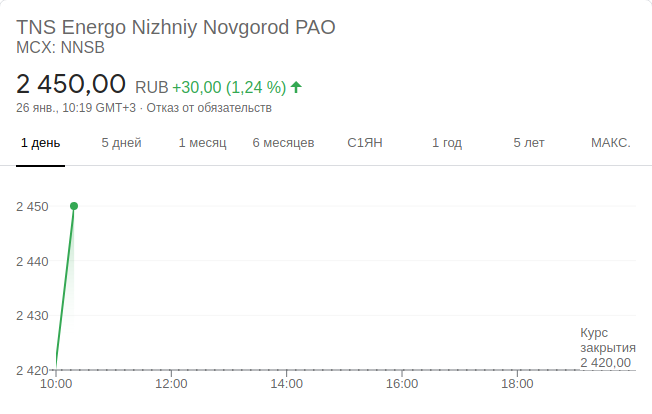 TNS Energo Nizhniy Novgorod PAO
MCX: NNSB
2 450,00 RUB +30,00 (1,24 %)
26 янв., 10:19 GMT+3 · Отказ от обязательств
1 день 5 дней 1 месяц 6 месяцев С1ЯН 1 год 5 лет МАКС.
2 450
2 440
2 430
Курс
закрытия
2 420,00
2 420
10:00 12:00 14:00 16:00 18:00